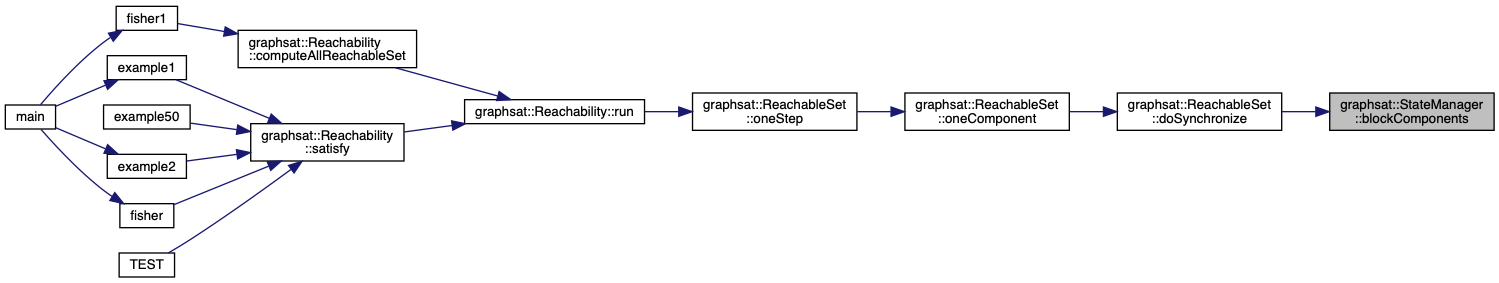 main
fisher1
example1
example50
example2
fisher
TEST
graphsat::Reachability
::computeAllReachableSet
graphsat::Reachability
::satisfy
graphsat::Reachability::run
graphsat::ReachableSet
::oneStep
graphsat::ReachableSet
::oneComponent
graphsat::ReachableSet
::doSynchronize
graphsat::StateManager
::blockComponents